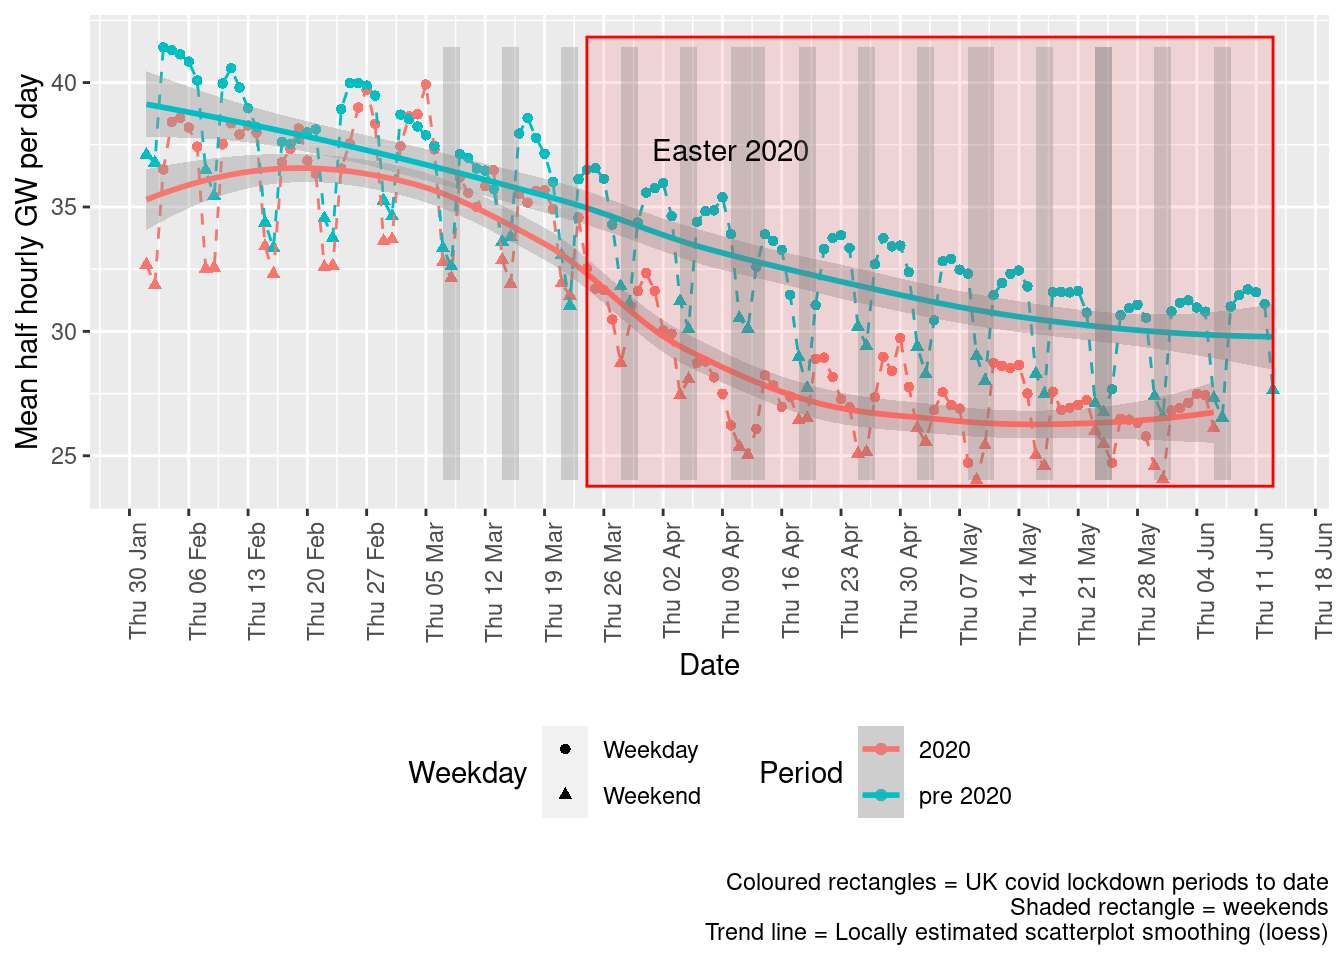 Mean half hourly GW per day
40
35
30
25
Easter 2020
Thu 30 Jan
Thu 06 Feb
Thu 13 Feb
Thu 20 Feb
Thu 27 Feb
Thu 05 Mar
Thu 12 Mar
Thu 19 Mar
Thu 26 Mar
Thu 02 Apr
Thu 09 Apr
Thu 16 Apr
Thu 23 Apr
Thu 30 Apr
Thu 07 May
Thu 14 May
Thu 21 May
Thu 28 May
Thu 04 Jun
Thu 11 Jun
Thu 18 Jun
Date
Weekday
Weekday
Weekend
Period
2020
pre 2020
Coloured rectangles = UK covid lockdown periods to date
Shaded rectangle = weekends
Trend line = Locally estimated scatterplot smoothing (loess)